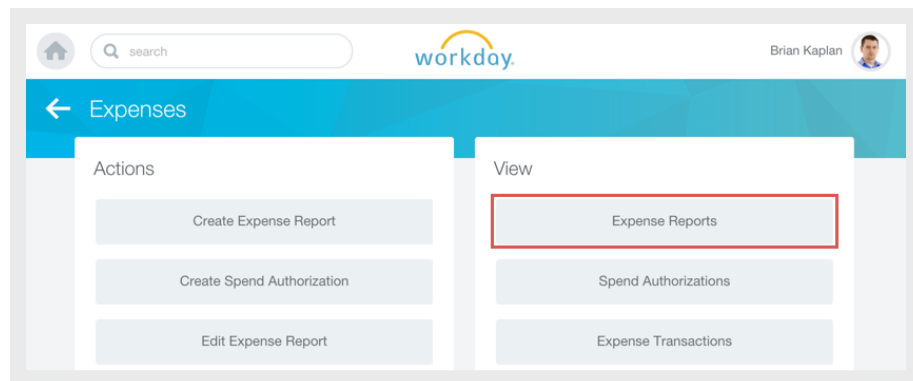 search
workday.
Brian Kaplan
Expenses
Actions
Create Expense Report
Create Spend Authorization
Edit Expense Report
View
Expense Reports
Spend Authorizations
Expense Transactions